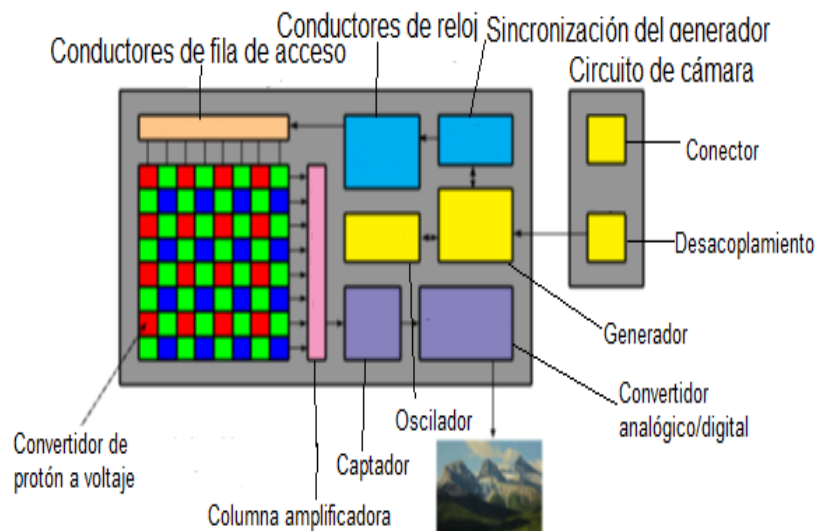 Conductores de reloj
Sincronización del generador
Conductores de fila de acceso
Circuito de cámara
Conector
Desacoplamiento
Generador
Convertidor
analógico/digital
Oscilador
Convertidor de
protón a voltaje
Captador
Columna amplificadora